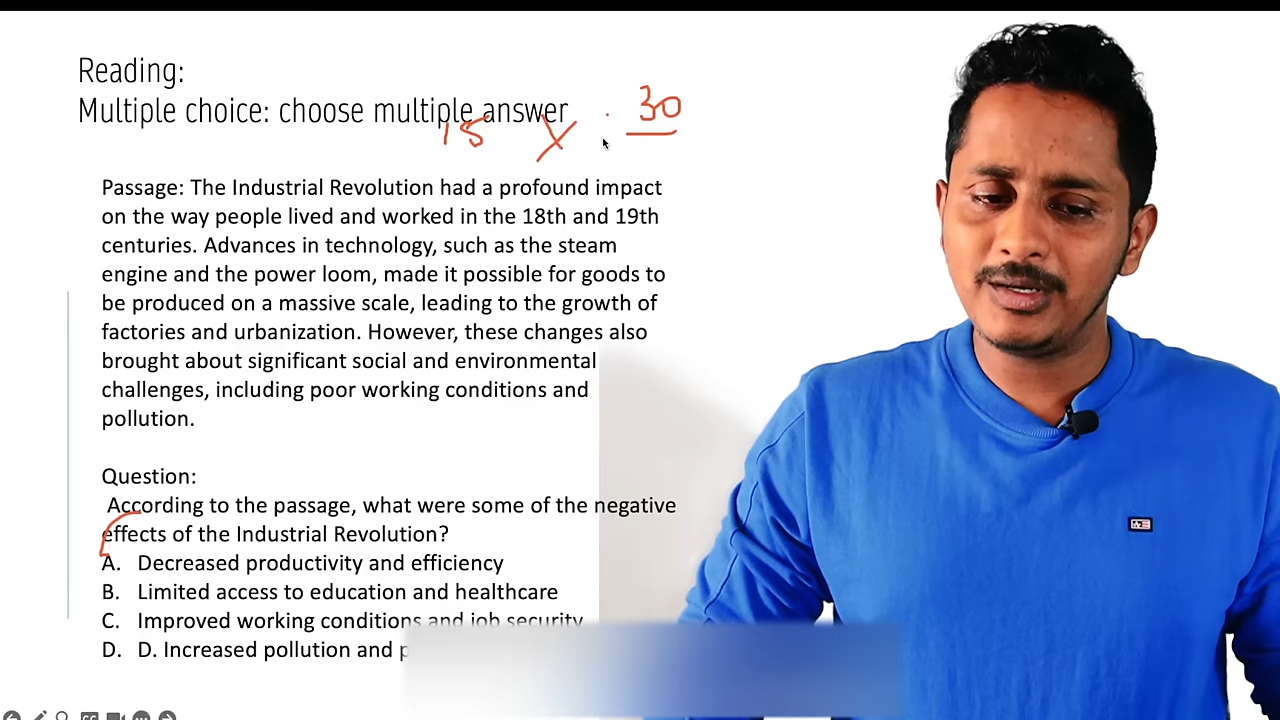 Reading:
Multiple choice: choose multiple answer
30
15 X
Passage: The Industrial Revolution had a profound impact
on the way people lived and worked in the 18th and 19th
centuries. Advances in technology, such as the steam
engine and the power loom, made it possible for goods to
be produced on a massive scale, leading to the growth of
factories and urbanization. However, these changes also
brought about significant social and environmental
challenges, including poor working conditions and
pollution.
Question:
According to the passage, what were some of the negative
effects of the Industrial Revolution?
A. Decreased productivity and efficiency
B. Limited access to education and healthcare
C. Improved working conditions and job security
D. D. Increased pollution and